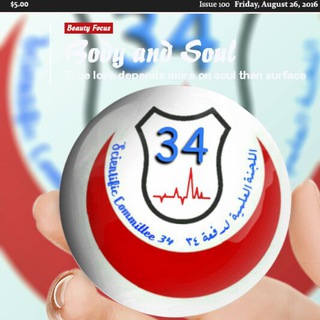 $5.00
Issue 100 Friday, August 26, 2016
Beauty Focus
Body and Soul
True love depends more on soul than surface
34
Scientific Committee 34
اللجنة العلمية لدفعة ٣٤